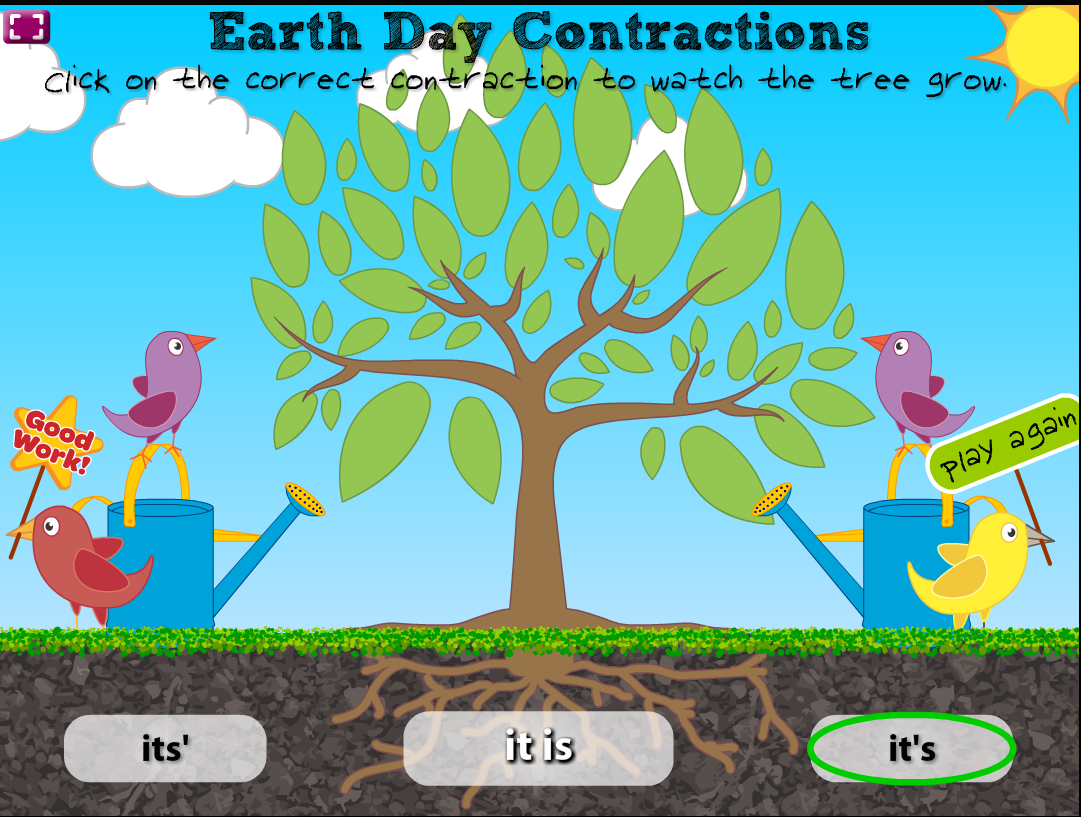 Earth Day Contractions
Click on the correct contraction to watch the tree grow.
Good
Work!
play again
its'
it is
it's